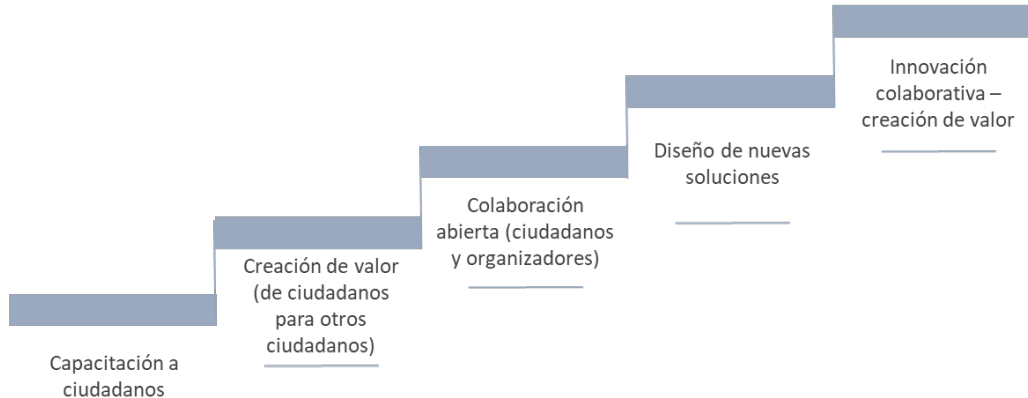 Capacitación a
ciudadanos
Creación de valor
(de ciudadanos
para otros
ciudadanos)
Colaboración
abierta (ciudadanos
y organizadores)
Diseño de nuevas
soluciones
Innovación
colaborativa –
creación de valor